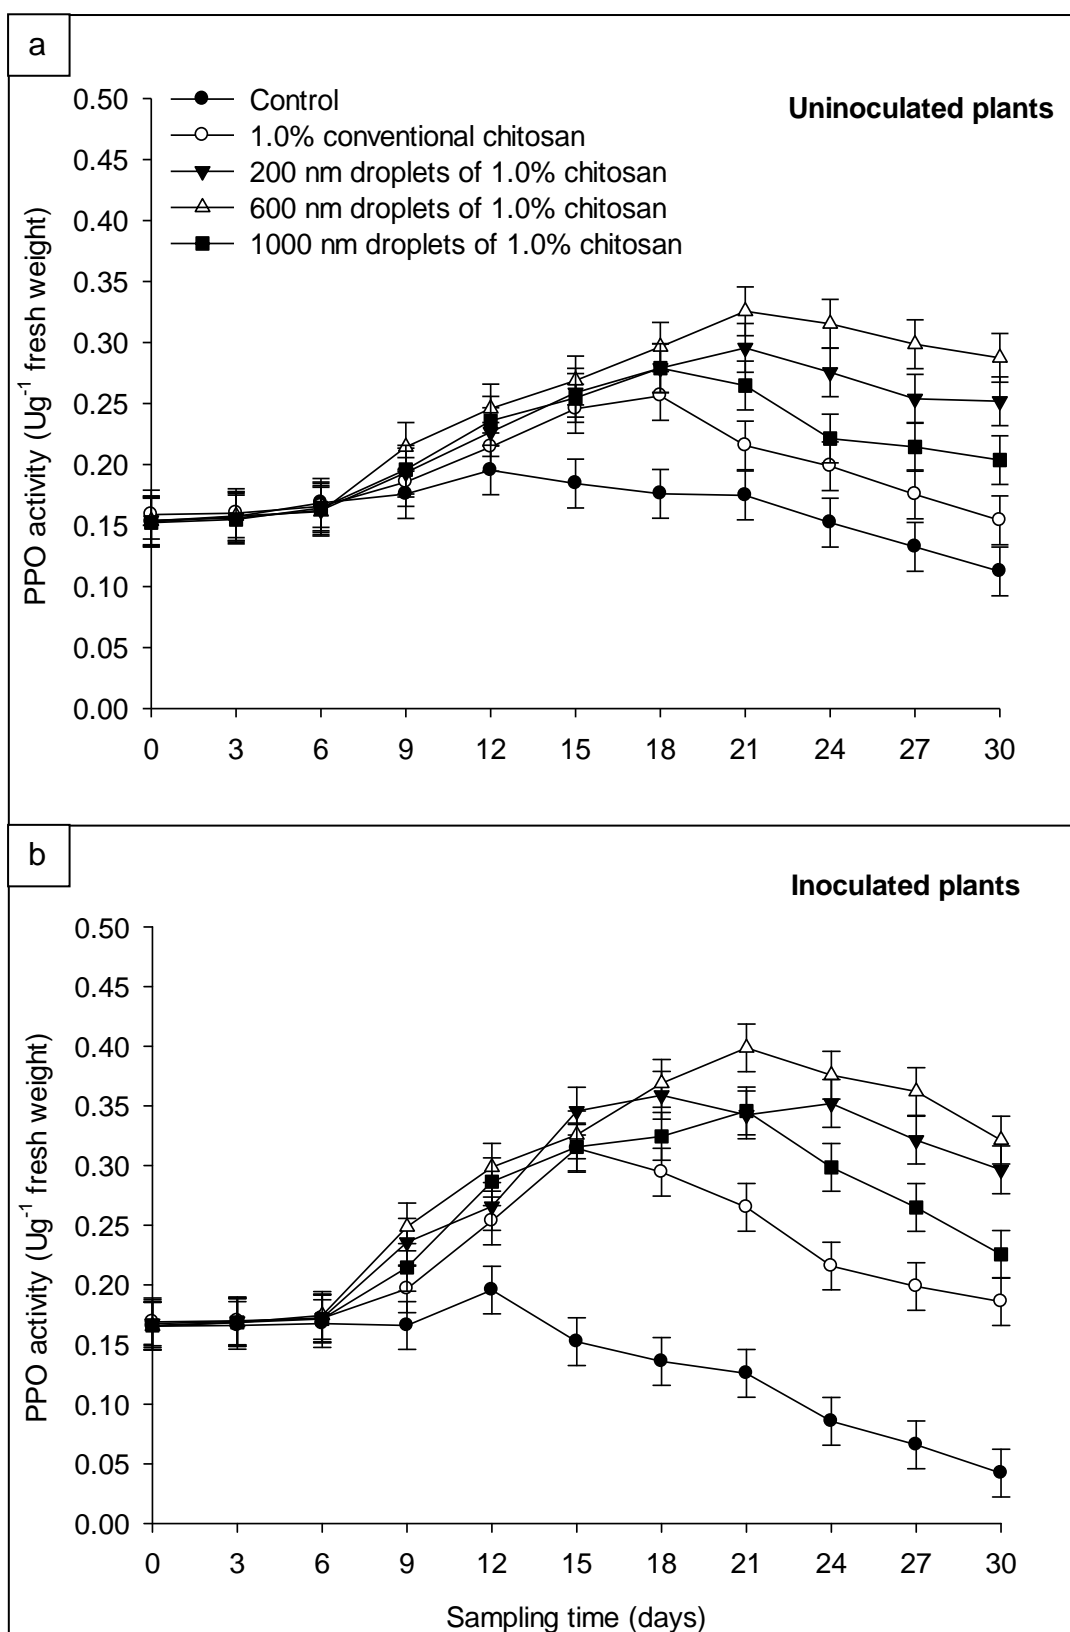 a
Uninoculated plants
Control
1.0% conventional chitosan
200 nm droplets of 1.0% chitosan
600 nm droplets of 1.0% chitosan
1000 nm droplets of 1.0% chitosan
PPO activity (Ug⁻¹ fresh weight)
0.50
0.45
0.40
0.35
0.30
0.25
0.20
0.15
0.10
0.05
0.00
0 3 6 9 12 15 18 21 24 27 30
b
Inoculated plants
PPO activity (Ug⁻¹ fresh weight)
0.50
0.45
0.40
0.35
0.30
0.25
0.20
0.15
0.10
0.05
0.00
0 3 6 9 12 15 18 21 24 27 30
Sampling time (days)